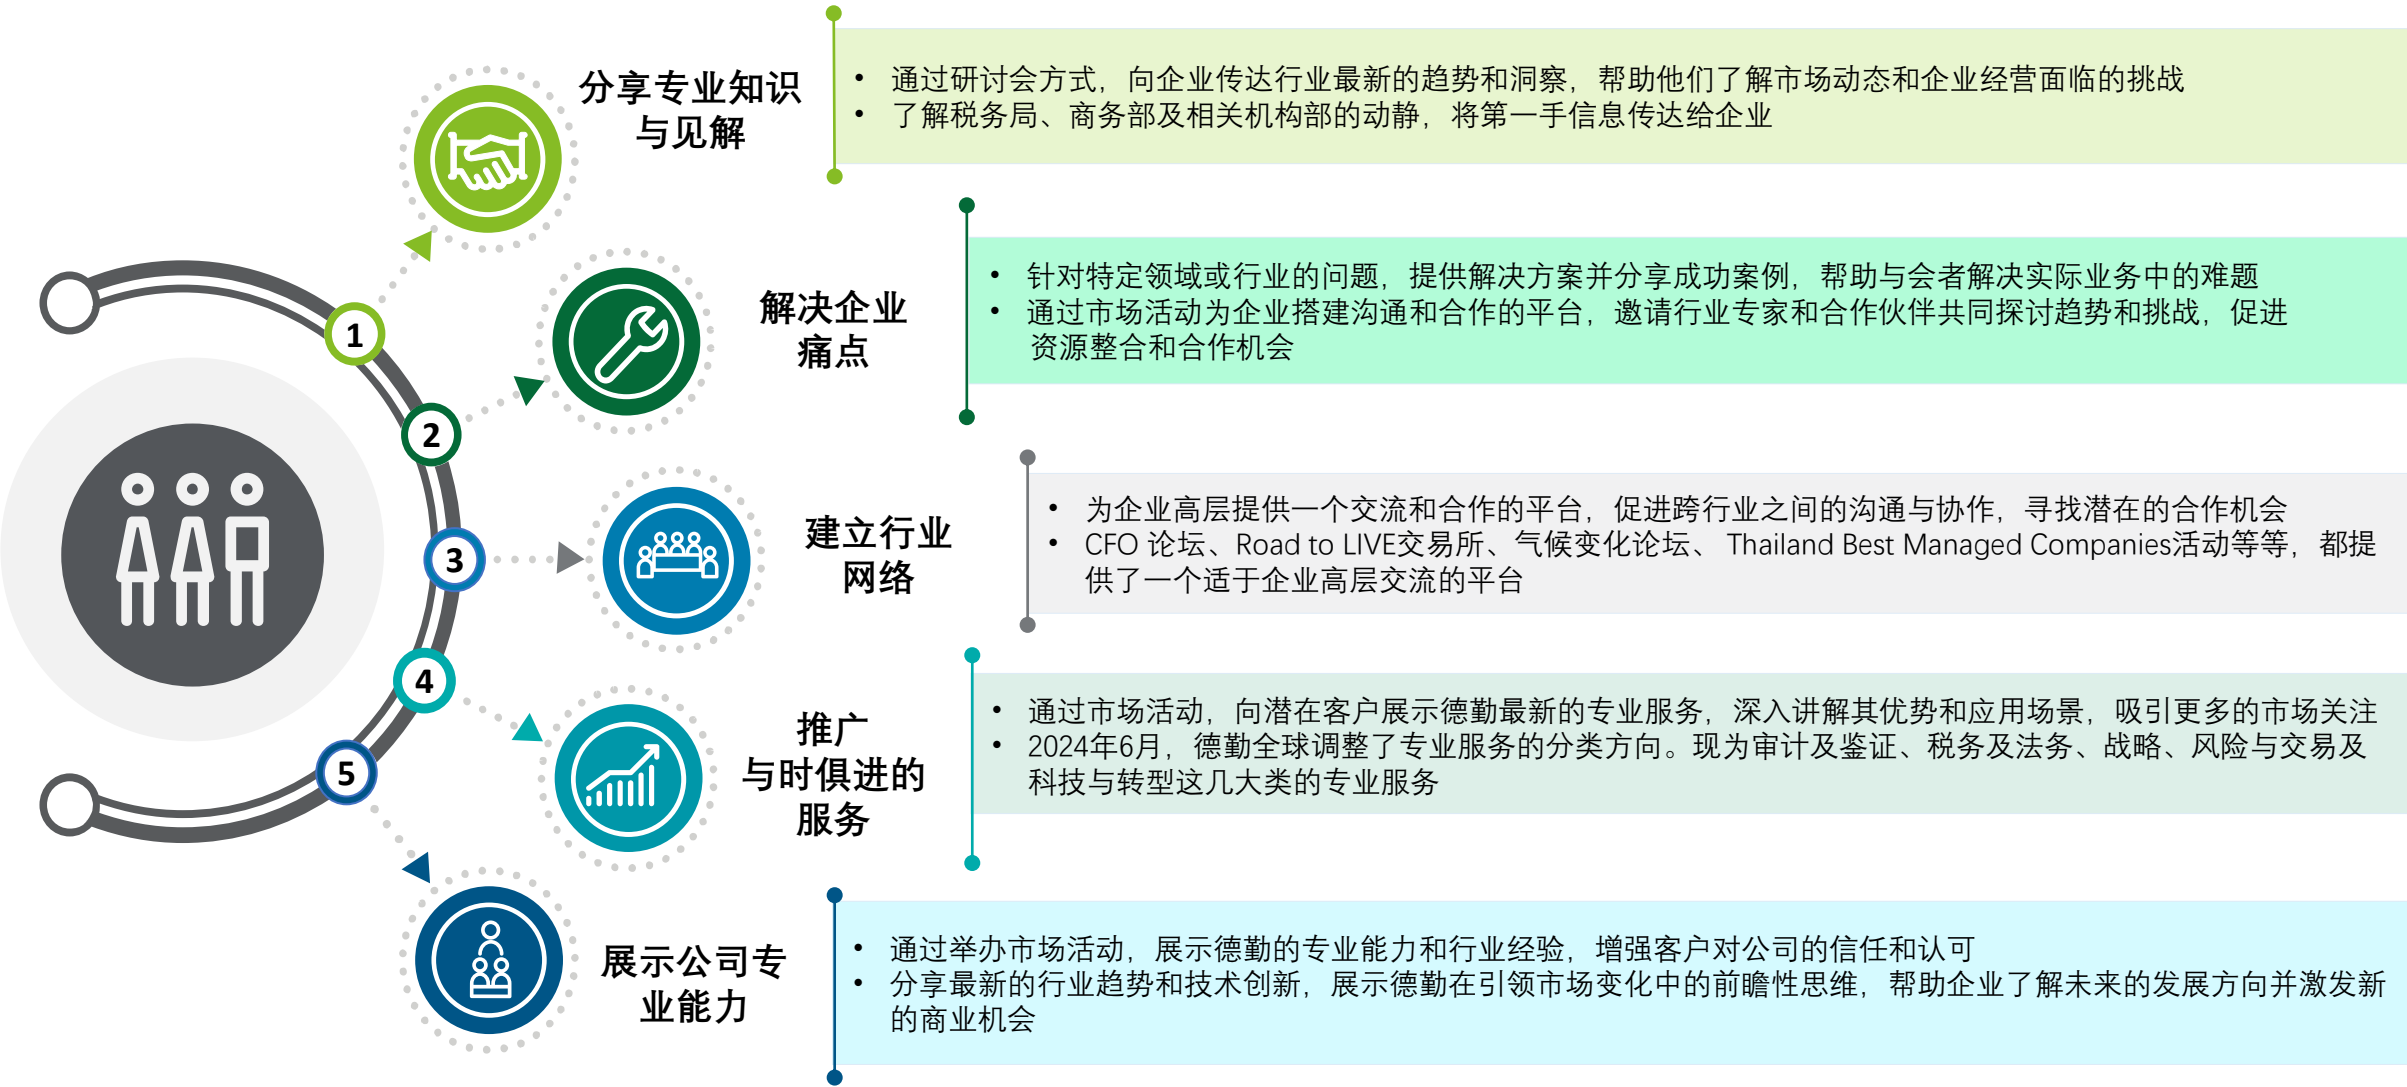 分享专业知识
与见解
• 通过研讨会方式，向企业传达行业最新的趋势和洞察，帮助他们了解市场动态和企业经营面临的挑战
• 了解税务局、商务部及相关机构部的动静，将第一手信息传达给企业
1
解决企业
痛点
• 针对特定领域或行业的问题，提供解决方案并分享成功案例，帮助与会者解决实际业务中的难题
• 通过市场活动为企业搭建沟通和合作的平台，邀请行业专家和合作伙伴共同探讨趋势和挑战，促进
资源整合和合作机会
2
建立行业
网络
• 为企业高层提供一个交流和合作的平台，促进跨行业之间的沟通与协作，寻找潜在的合作机会
• CFO 论坛、Road to LIVE交易所、气候变化论坛、 Thailand Best Managed Companies活动等等，都提
供了一个适于企业高层交流的平台
3
推广
与时俱进的
服务
• 通过市场活动，向潜在客户展示德勤最新的专业服务，深入讲解其优势和应用场景，吸引更多的市场关注
• 2024年6月，德勤全球调整了专业服务的分类方向。现为审计及鉴证、税务及法务、战略、风险与交易及
科技与转型这几大类的专业服务
4
5
展示公司专
业能力
• 通过举办市场活动，展示德勤的专业能力和行业经验，增强客户对公司的信任和认可
• 分享最新的行业趋势和技术创新，展示德勤在引领市场变化中的前瞻性思维，帮助企业了解未来的发展方向并激发新
的商业机会